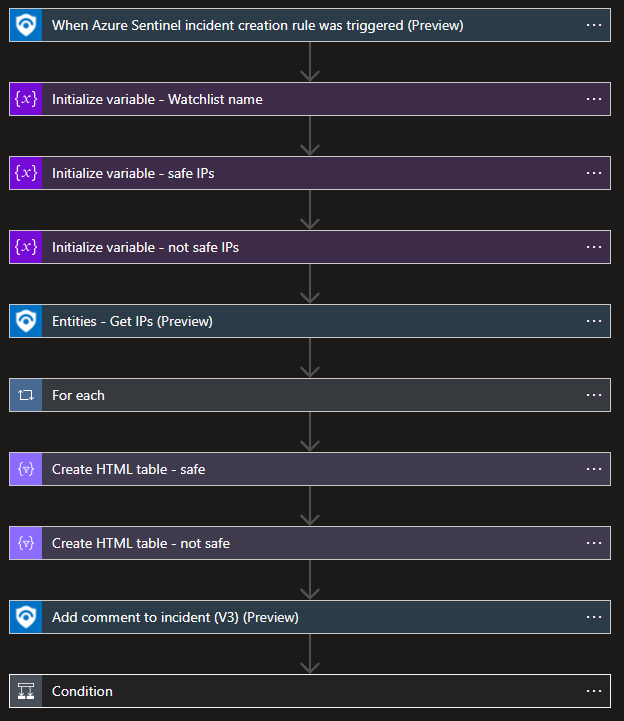 When Azure Sentinel incident creation rule was triggered (Preview)
{x} Initialize variable - Watchlist name
{x} Initialize variable - safe IPs
{x} Initialize variable - not safe IPs
Entities - Get IPs (Preview)
For each
Create HTML table - safe
Create HTML table - not safe
Add comment to incident (V3) (Preview)
Condition